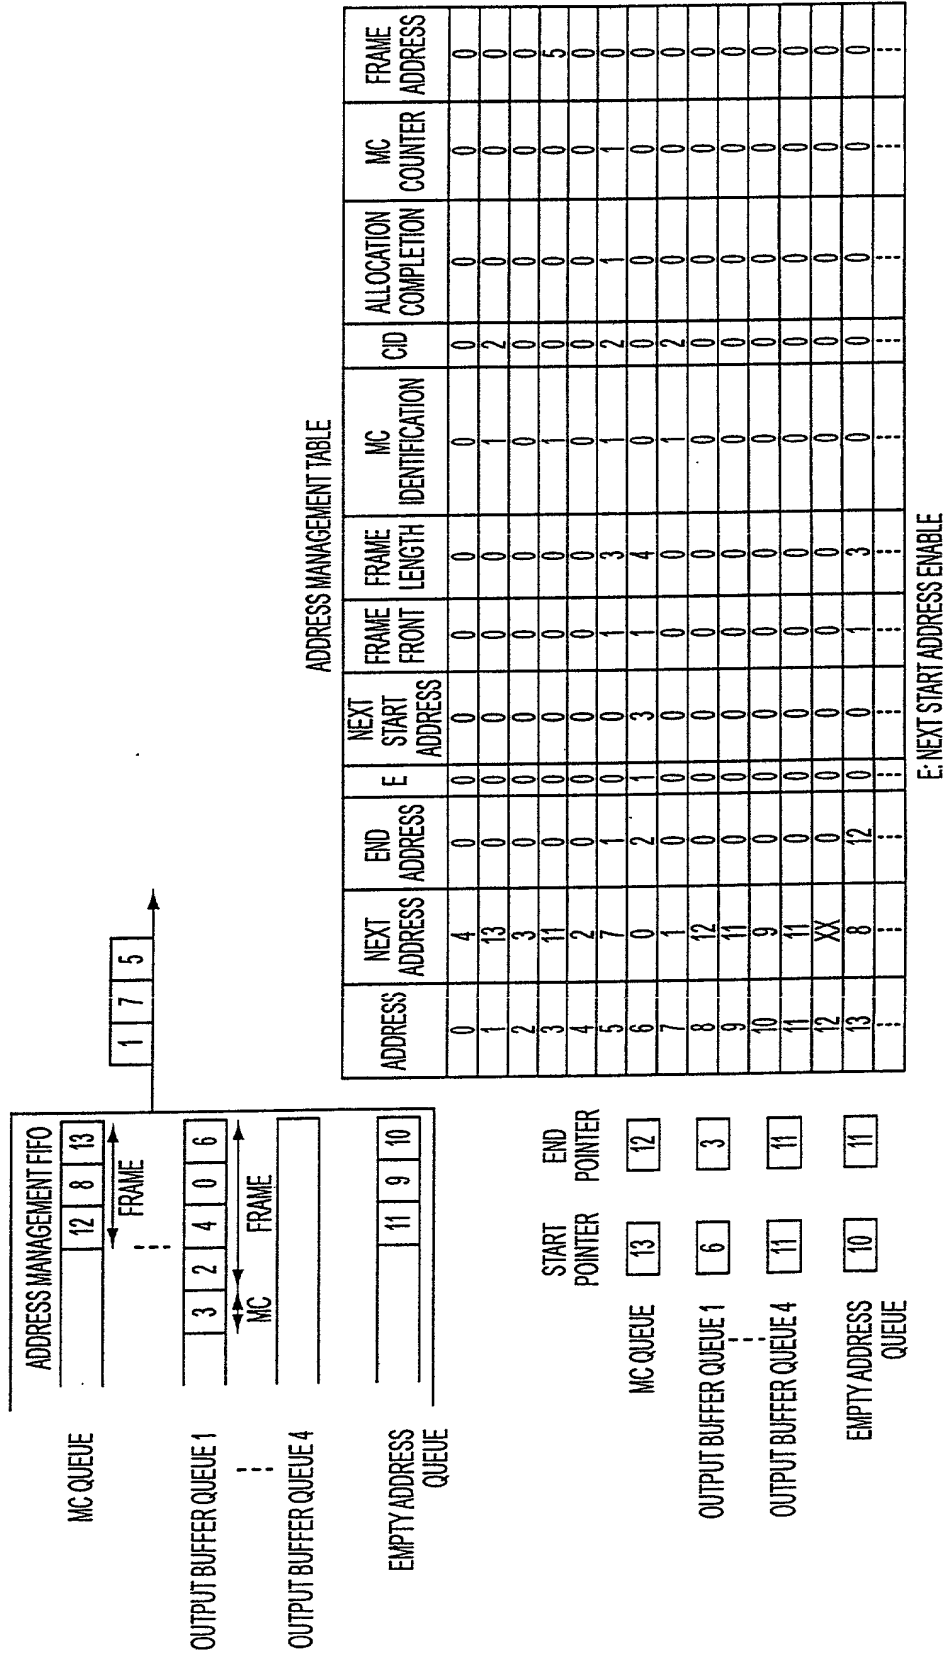 ADDRESS MANAGEMENT FIFO
MC QUEUE
12 8 13
FRAME
OUTPUT BUFFER QUEUE 1
3 2 4 0 6
MC FRAME
OUTPUT BUFFER QUEUE 4
EMPTY ADDRESS
QUEUE
11 9 10
1 7 5
START
POINTER
END
POINTER
MC QUEUE 13 12
OUTPUT BUFFER QUEUE 1 6 3
OUTPUT BUFFER QUEUE 4 11 11
EMPTY ADDRESS
QUEUE
10 11
ADDRESS MANAGEMENT TABLE
ADDRESS
NEXT
ADDRESS
END
ADDRESS
E
NEXT
START
ADDRESS
FRAME
FRONT
FRAME
LENGTH
MC
IDENTIFICATION
CID
ALLOCATION
COMPLETION
MC
COUNTER
FRAME
ADDRESS
0 4 0 0 0 0 0 0 0 0 0 0
1 13 0 0 0 0 0 1 2 0 0 0
2 3 0 0 0 0 0 0 0 0 0 0
3 11 0 0 0 0 0 1 0 0 0 5
4 2 0 0 0 0 0 0 0 0 0 0
5 7 1 0 0 1 3 1 2 1 1 0
6 0 2 1 3 1 4 0 0 0 0 0
7 1 0 0 0 0 0 1 2 0 0 0
8 12 0 0 0 0 0 0 0 0 0 0
9 11 0 0 0 0 0 0 0 0 0 0
10 9 0 0 0 0 0 0 0 0 0 0
11 11 0 0 0 0 0 0 0 0 0 0
12 XX 0 0 0 0 0 0 0 0 0 0
13 8 12 0 0 1 3 0 0 0 0 0
E: NEXT START ADDRESS ENABLE